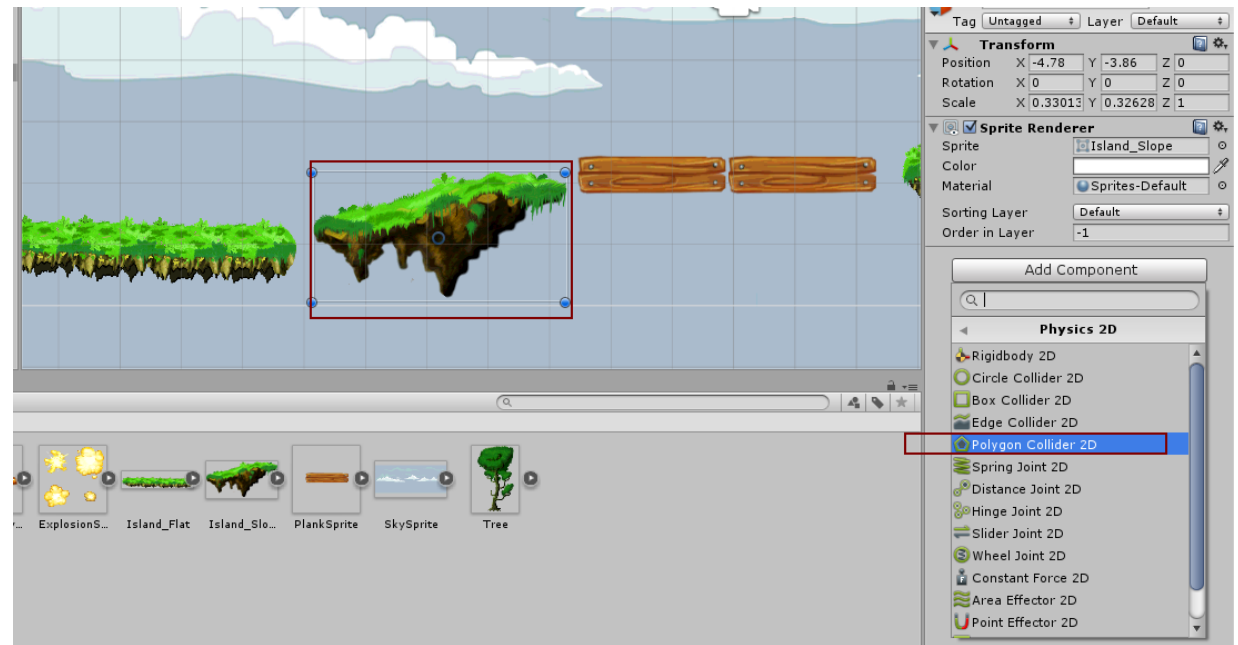 Tag Untagged Layer Default
Transform
Position X -4.78 Y -3.86 Z 0
Rotation X 0 Y 0 Z 0
Scale X 0.33013 Y 0.32628 Z 1
Sprite Renderer
Sprite Island_Slope
Color
Material Sprites-Default
Sorting Layer Default
Order in Layer -1
Add Component
Physics 2D
Rigidbody 2D
Circle Collider 2D
Box Collider 2D
Edge Collider 2D
Polygon Collider 2D
Spring Joint 2D
Distance Joint 2D
Hinge Joint 2D
Slider Joint 2D
Wheel Joint 2D
Constant Force 2D
Area Effector 2D
Point Effector 2D
ExplosionS... Island_Flat Island_Slo... PlankSprite SkySprite Tree